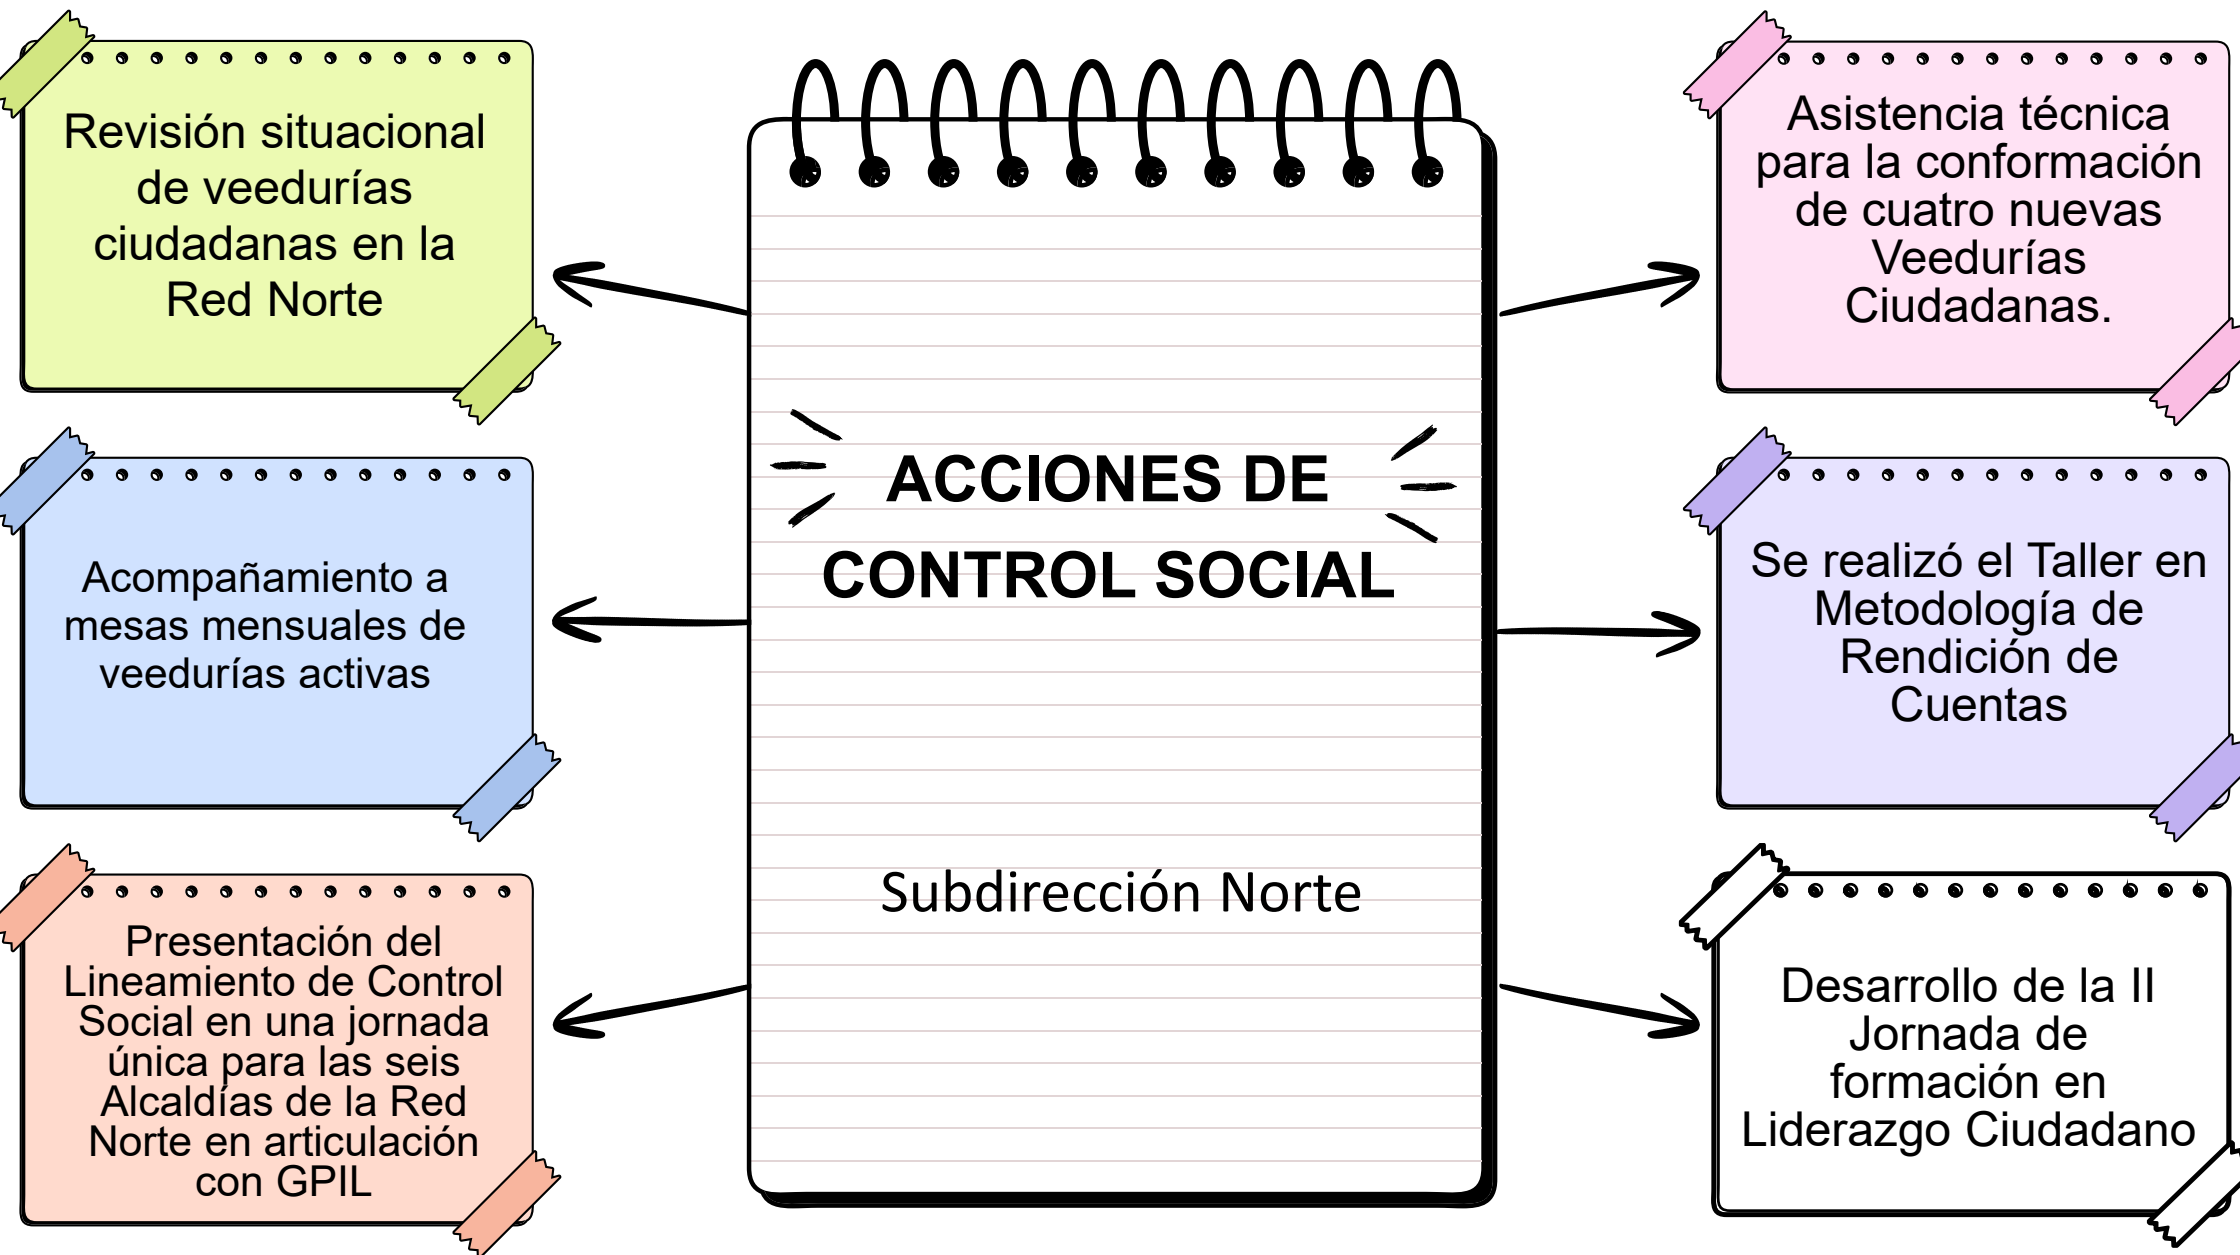 Revisión situacional
de veedurías
ciudadanas en la
Red Norte
Acompañamiento a
mesas mensuales de
veedurías activas
Presentación del
Lineamiento de Control
Social en una jornada
única para las seis
Alcaldías de la Red
Norte en articulación
con GPIL
ACCIONES DE
CONTROL SOCIAL
Subdirección Norte
Asistencia técnica
para la conformación
de cuatro nuevas
Veedurías
Ciudadanas.
Se realizó el Taller en
Metodología de
Rendición de
Cuentas
Desarrollo de la II
Jornada de
formación en
Liderazgo Ciudadano